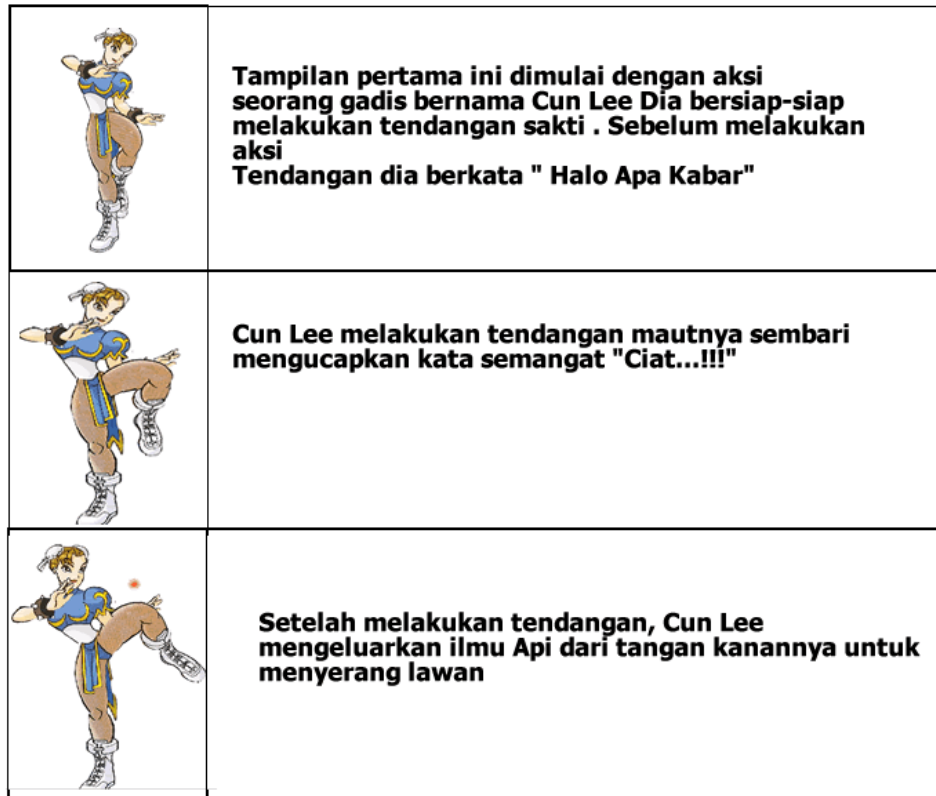 Tampilan pertama ini dimulai dengan aksi
seorang gadis bernama Cun Lee Dia bersiap-siap
melakukan tendangan sakti . Sebelum melakukan
aksi
Tendangan dia berkata " Halo Apa Kabar"
Cun Lee melakukan tendangan mautnya sembari
mengucapkan kata semangat "Ciat...!!!"
Setelah melakukan tendangan, Cun Lee
mengeluarkan ilmu Api dari tangan kanannya untuk
menyerang lawan